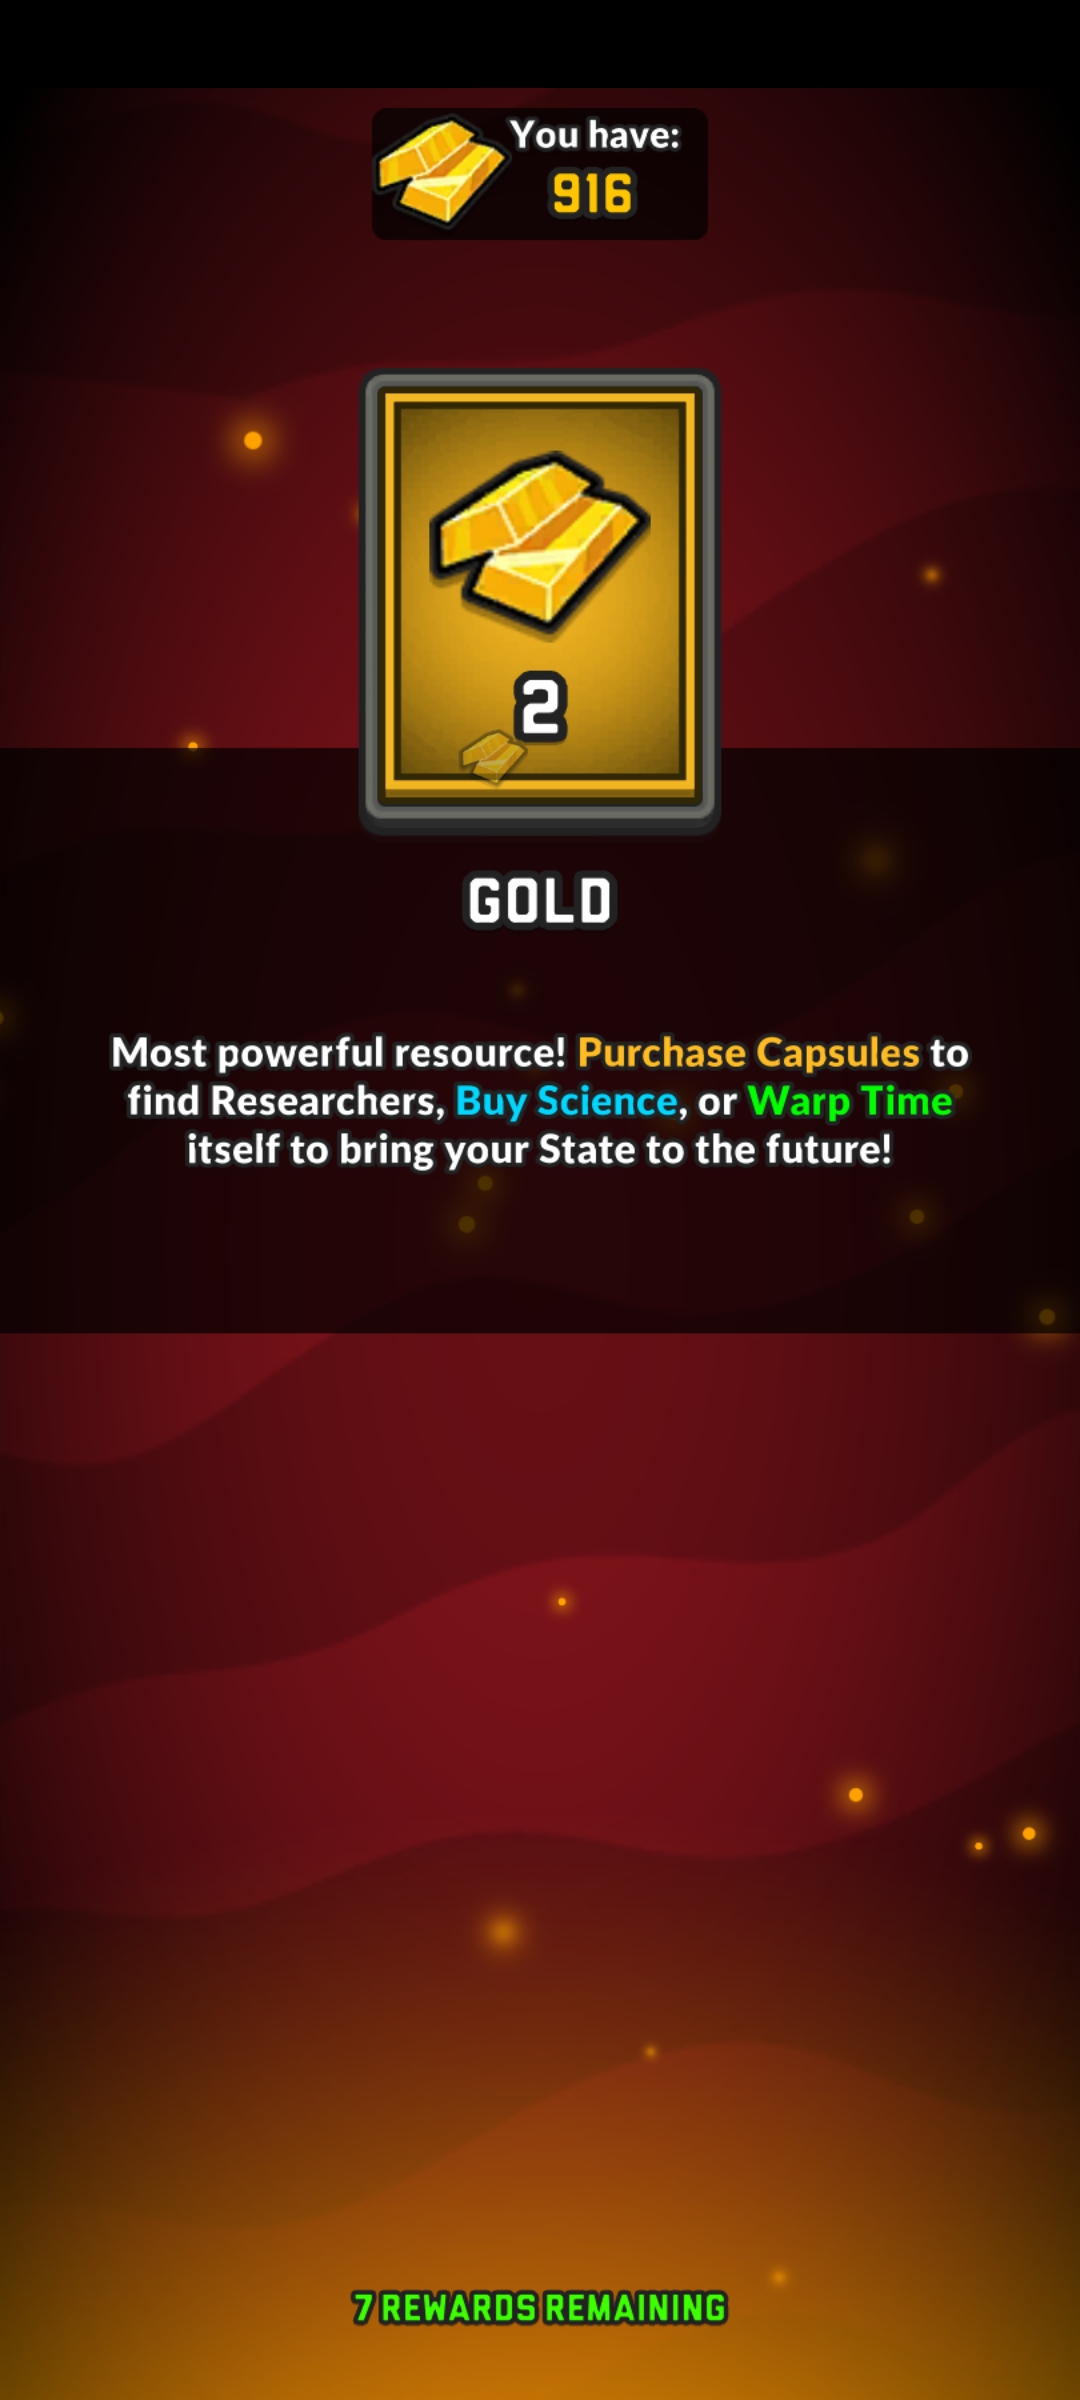 You have:
916
2
GOLD
Most powerful resource! Purchase Capsules to
find Researchers, Buy Science, or Warp Time
itself to bring your State to the future!
7 REWARDS REMAINING